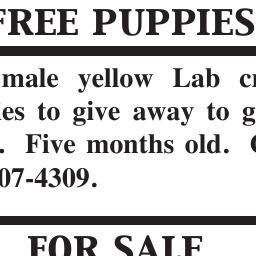 FREE PUPPIES
male yellow Lab
to give away to
Five months old.
07-4309.
FOR SALE